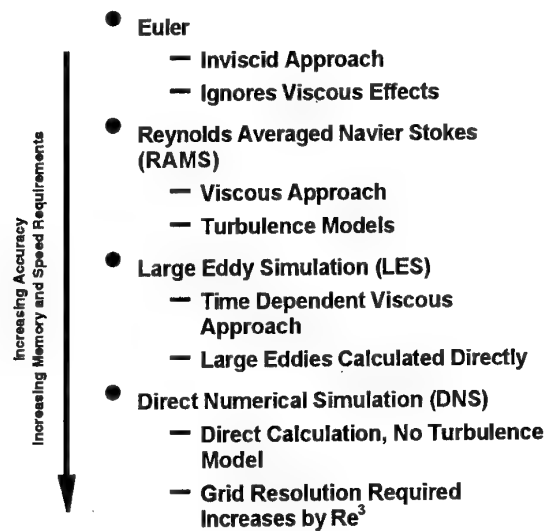 Increasing Accuracy
Increasing Memory and Speed Requirements
● Euler
— Inviscid Approach
— Ignores Viscous Effects
● Reynolds Averaged Navier Stokes
(RAMS)
— Viscous Approach
— Turbulence Models
● Large Eddy Simulation (LES)
— Time Dependent Viscous
Approach
— Large Eddies Calculated Directly
● Direct Numerical Simulation (DNS)
— Direct Calculation, No Turbulence
Model
— Grid Resolution Required
Increases by Re³